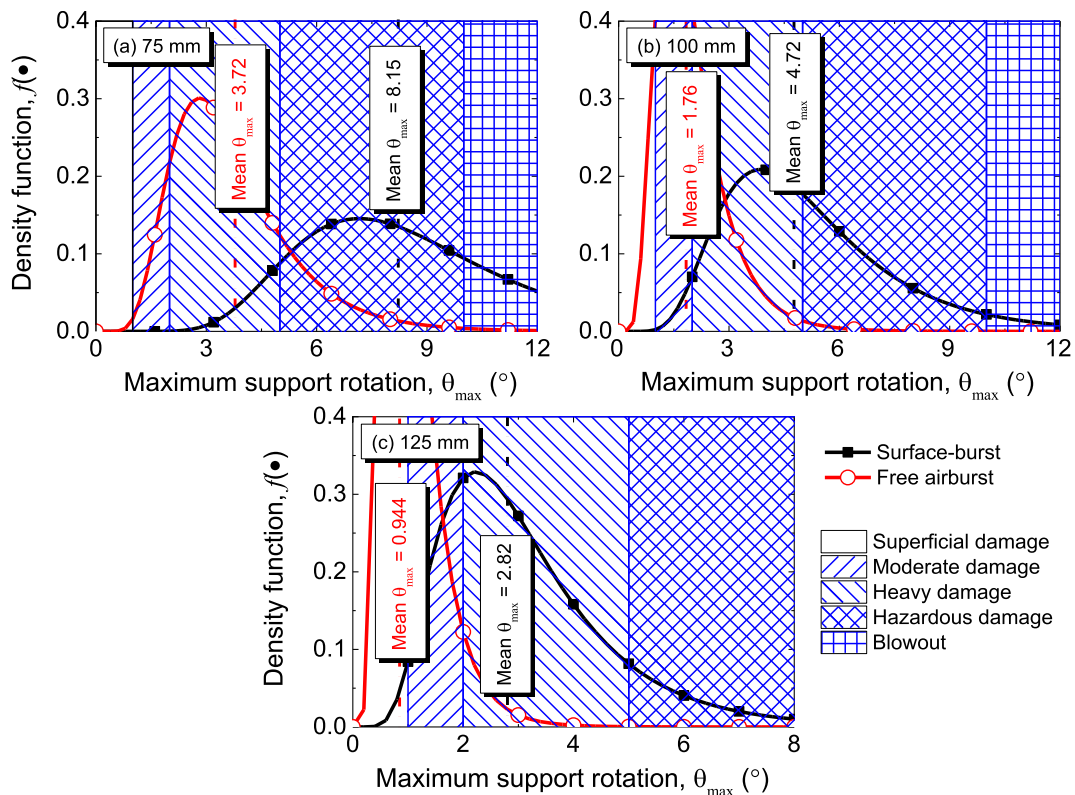 Density function, f(●)
0.4
0.3
0.2
0.1
0.0
(a) 75 mm
Mean θmax = 3.72
Mean θmax = 8.15
0
3
6
9
12
Maximum support rotation, θmax (°)
Density function, f(●)
0.4
0.3
0.2
0.1
0.0
(b) 100 mm
Mean θmax = 1.76
Mean θmax = 4.72
0
3
6
9
12
Maximum support rotation, θmax (°)
Density function, f(●)
0.4
0.3
0.2
0.1
0.0
(c) 125 mm
Mean θmax = 0.944
Mean θmax = 2.82
0
2
4
6
8
Maximum support rotation, θmax (°)
Surface-burst
Free airburst
Superficial damage
Moderate damage
Heavy damage
Hazardous damage
Blowout